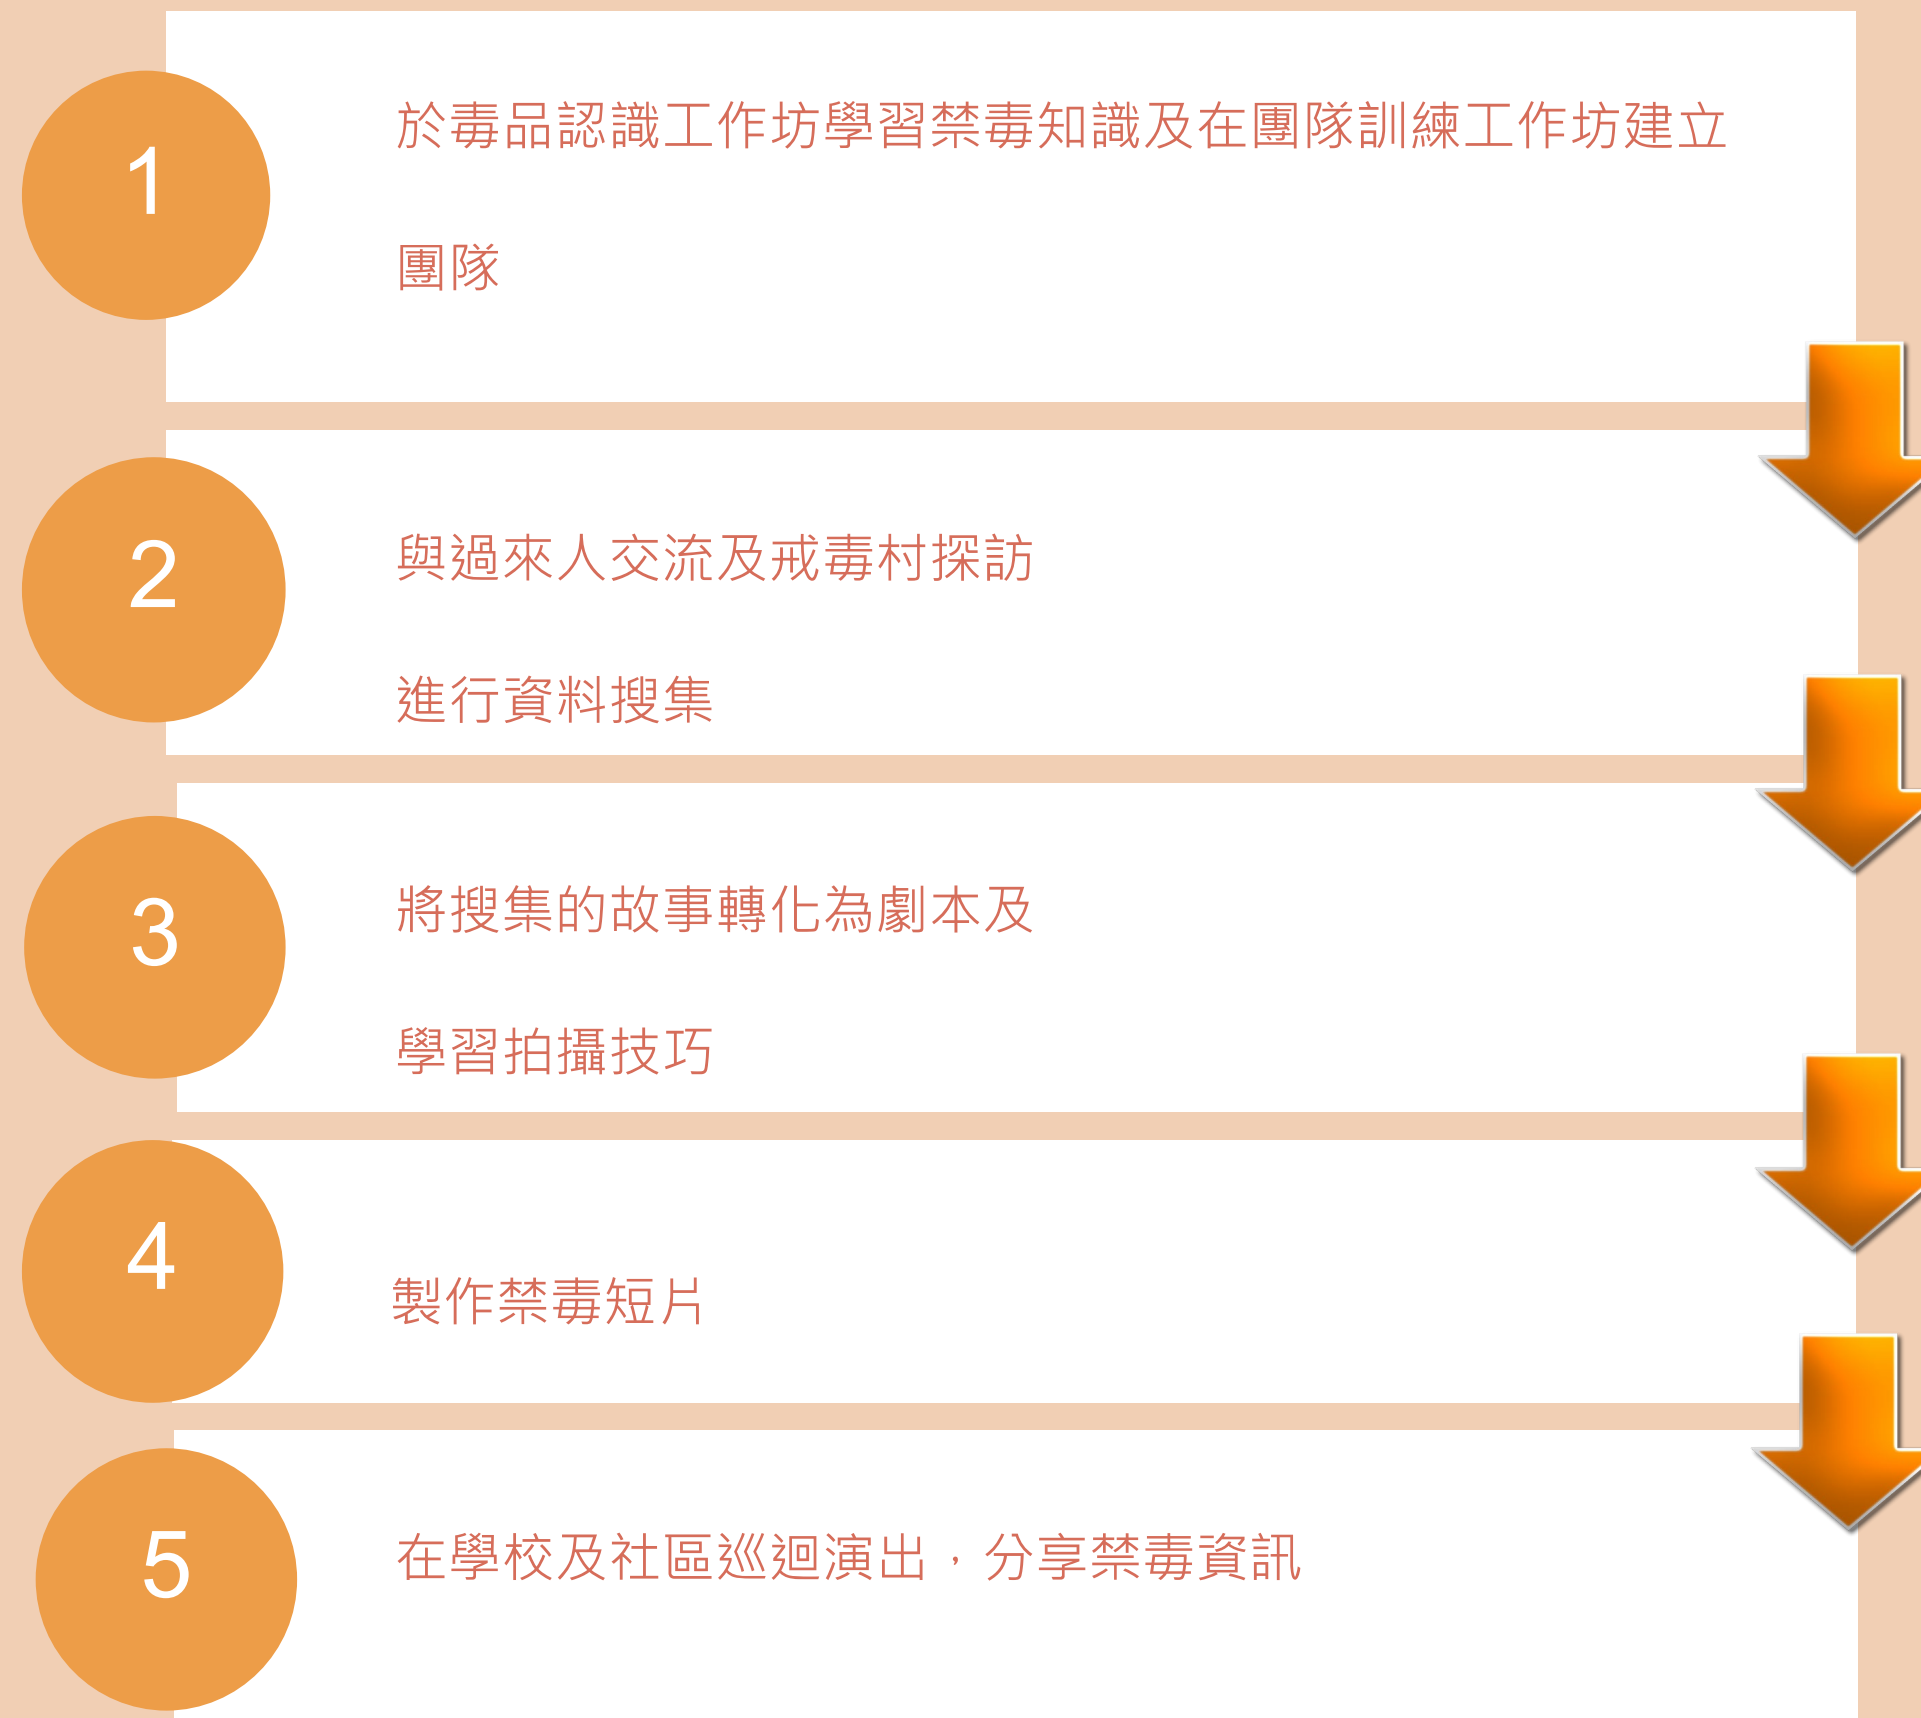 1
於毒品認識工作坊學習禁毒知識及在團隊訓練工作坊建立
團隊
2
與過來人交流及戒毒村探訪
進行資料搜集
3
將搜集的故事轉化為劇本及
學習拍攝技巧
4
製作禁毒短片
5
在學校及社區巡迴演出，分享禁毒資訊